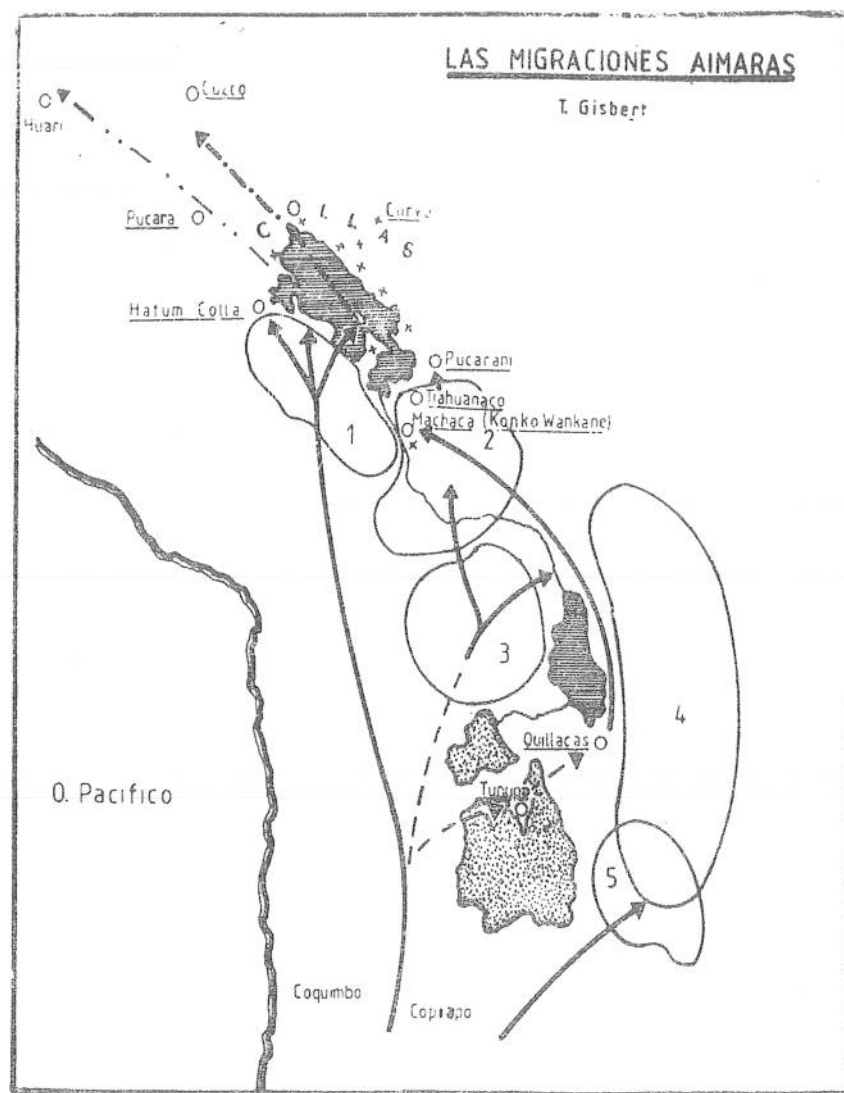 LAS MIGRACIONES AIMARAS
T. Gisbert
Cuzco
Huari
Pucara
Curva
Hatum Colla
Pucarani
Tiahuanaco
Machaca (Konko Wankane)
1
2
3
4
Quillacas
Tunupa
O. Pacifico
5
Coquimbo
Copiapo